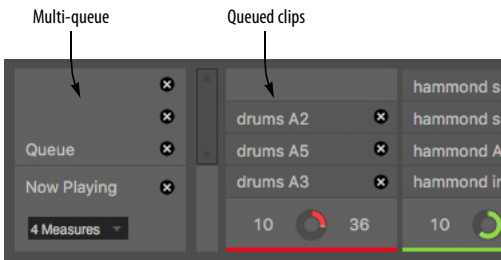 Multi-queue
Queued clips
hammond s
drums A2
hammond s
Queue
drums A5
hammond A
Now Playing
drums A3
hammond in
4 Measures
10
36
10